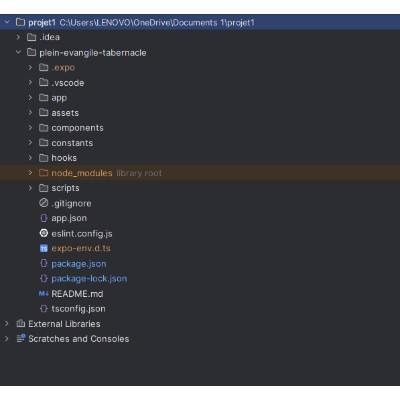 projet1 C:\Users\LENOVO\OneDrive\Documents 1\projet1
.idea
plein-evangile-tabernacle
.expo
.vscode
app
assets
components
constants
hooks
node_modules library root
scripts
.gitignore
app.json
eslint.config.js
TS expo-env.d.ts
package.json
package-lock.json
M↓ README.md
tsconfig.json
External Libraries
Scratches and Consoles